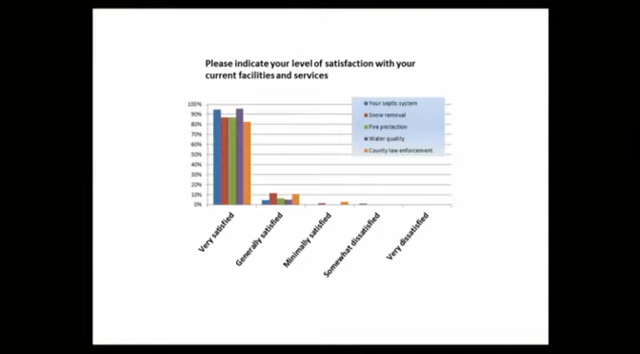 Please indicate your level of satisfaction with your
current facilities and services
100%
90%
80%
70%
60%
50%
40%
30%
20%
10%
0%
Your septic system
Snow removal
Fire protection
Water quality
County law enforcement
Very satisfied
Generally satisfied
Minimally satisfied
Somewhat dissatisfied
Very dissatisfied